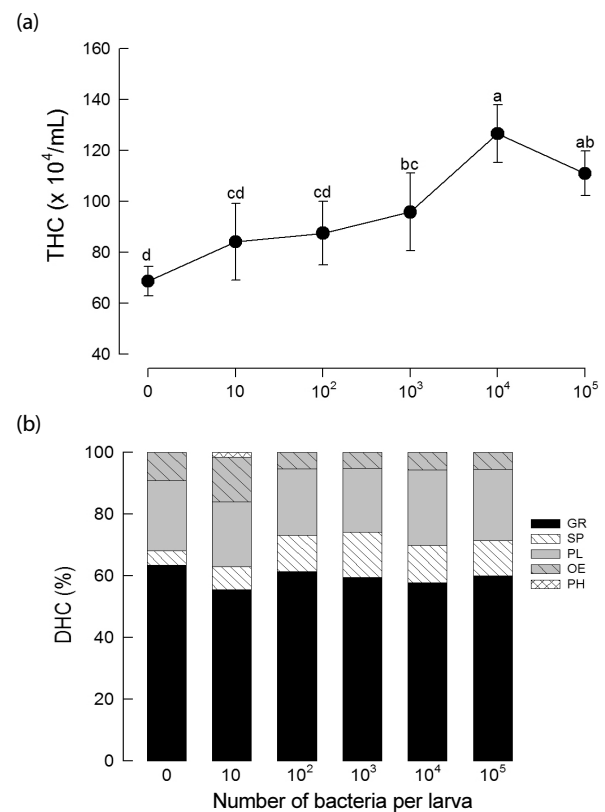 (a)
THC (x 10⁴/mL)
160
140
120
100
80
60
40
d
cd
cd
bc
a
ab
0 10 10² 10³ 10⁴ 10⁵
(b)
DHC (%)
100
80
60
40
20
0
GR
SP
PL
OE
PH
0 10 10² 10³ 10⁴ 10⁵
Number of bacteria per larva